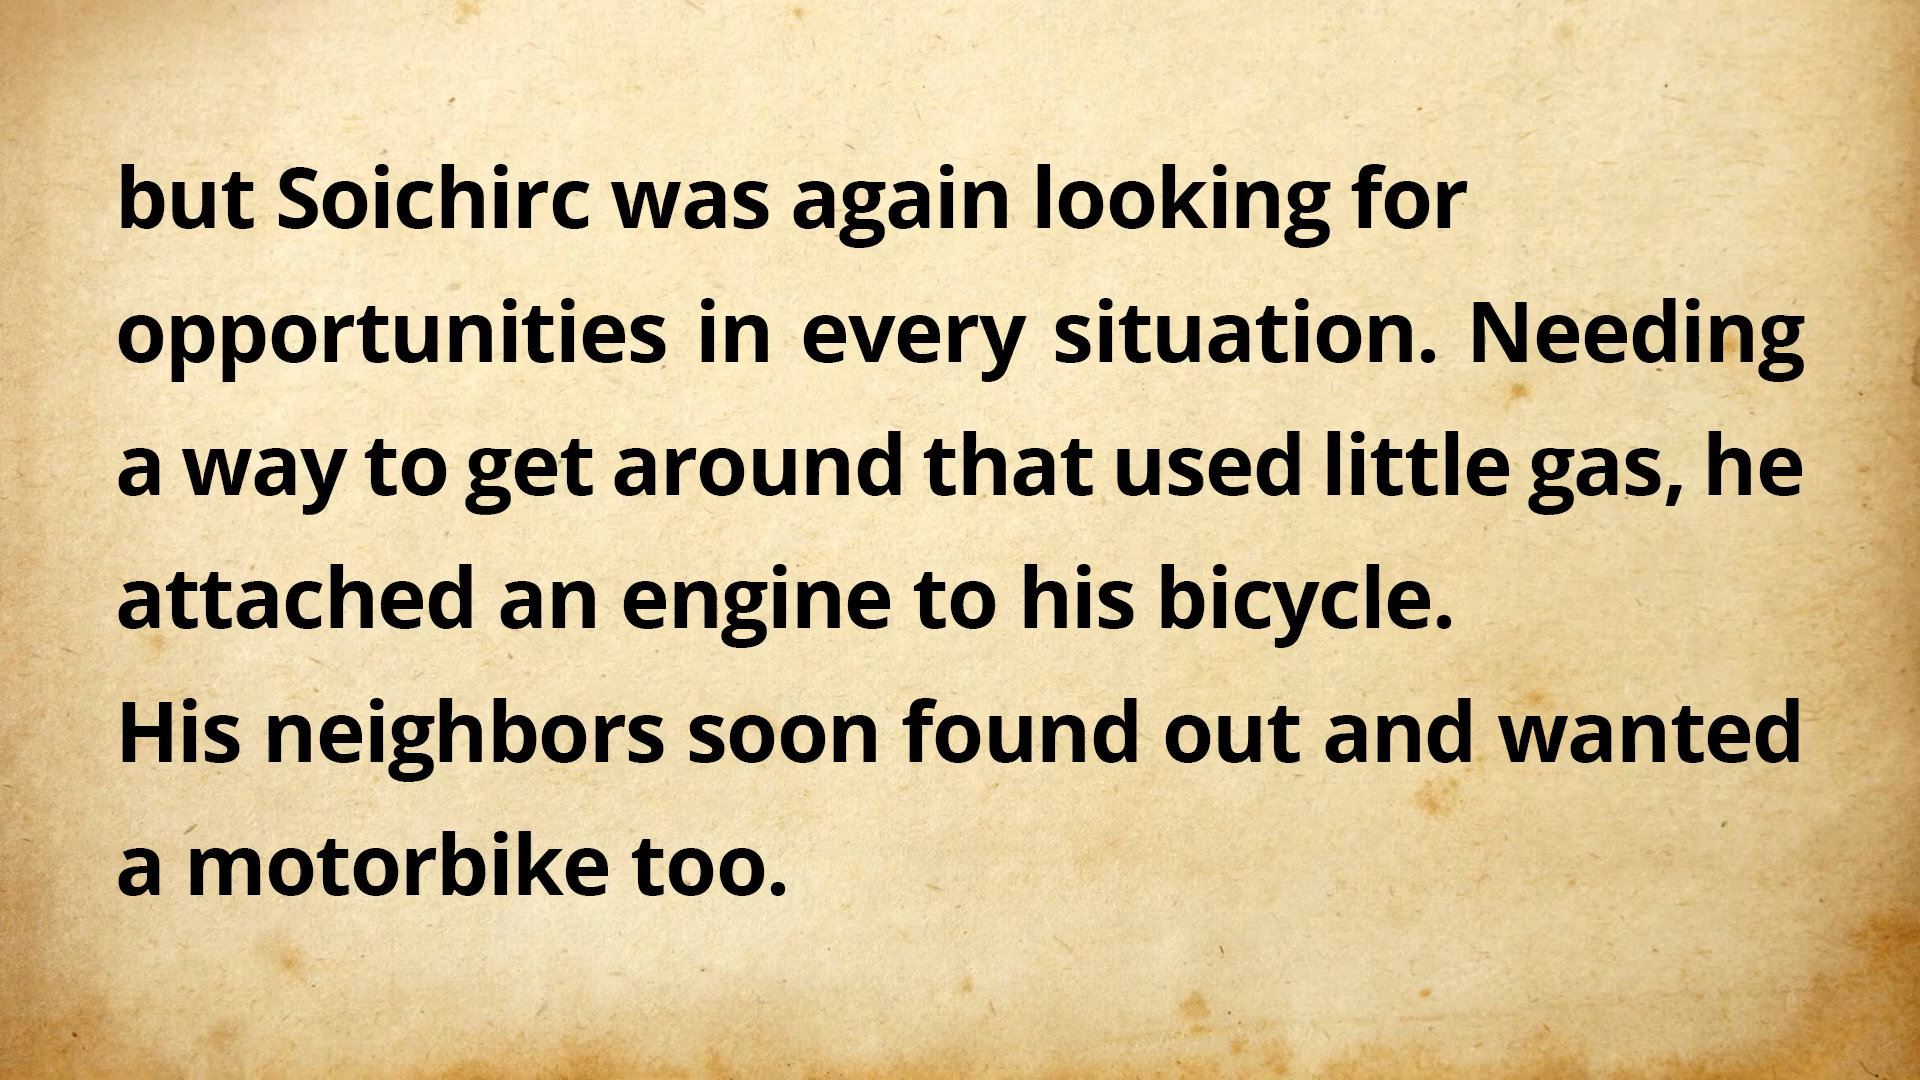 but Soichirc was again looking for
opportunities in every situation. Needing
a way to get around that used little gas, he
attached an engine to his bicycle.
His neighbors soon found out and wanted
a motorbike too.